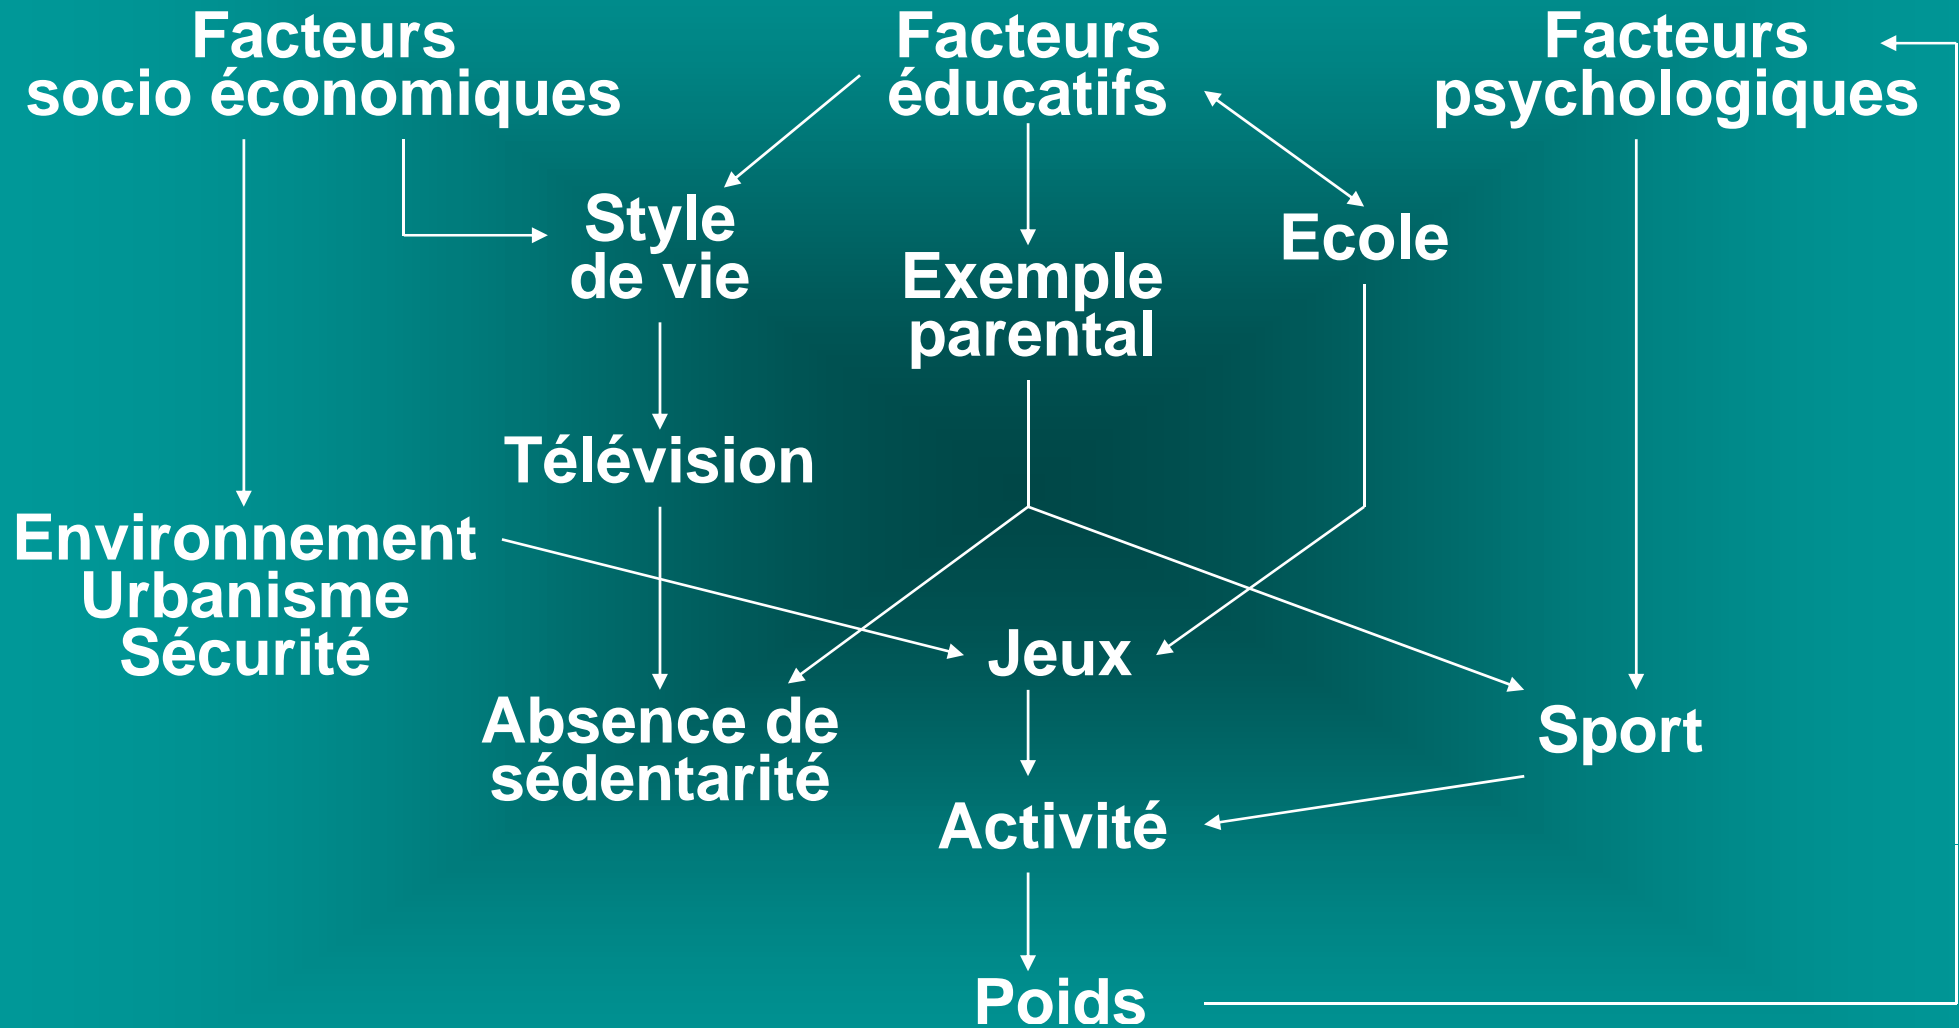 Facteurs
socio économiques
Facteurs
éducatifs
Facteurs
psychologiques
Style
de vie
Exemple
parental
Ecole
Télévision
Environnement
Urbanisme
Sécurité
Jeux
Absence de
sédentarité
Sport
Activité
Poids